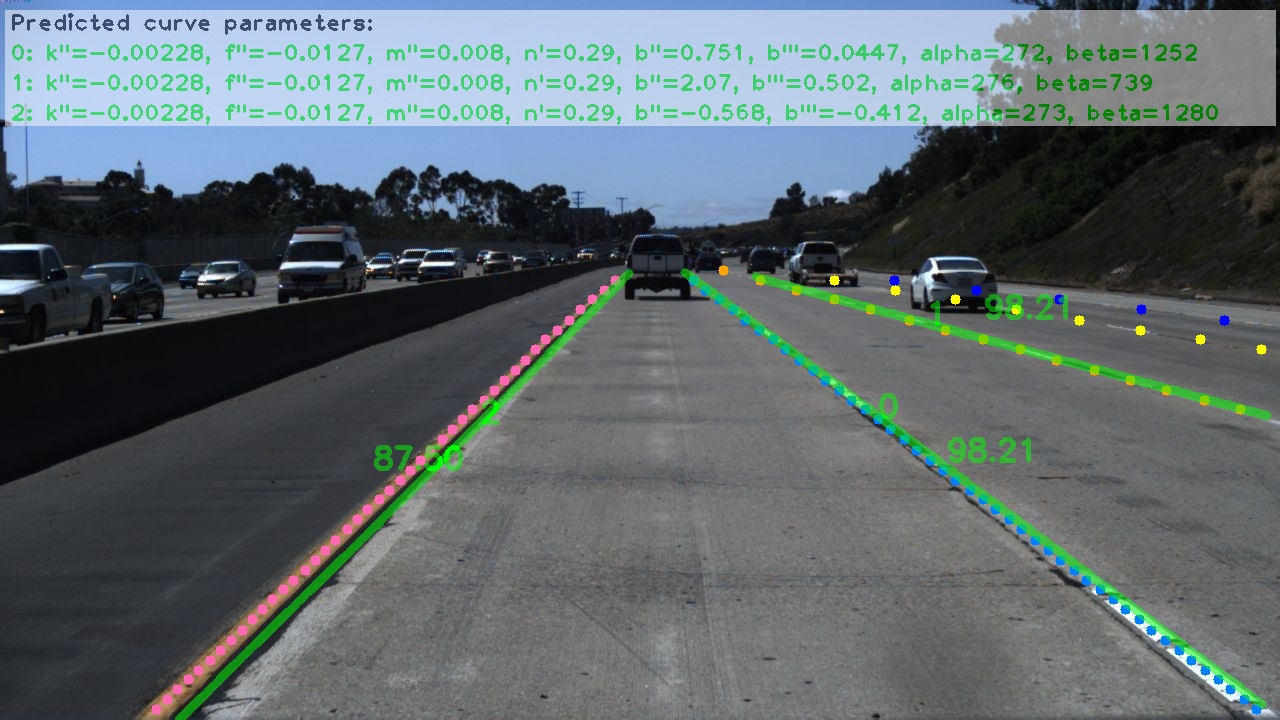 Predicted curve parameters:
0: k''=-0.00228, f''=-0.0127, m''=0.008, n'=0.29, b''=0.751, b'''=0.0447, alpha=272, beta=1252
1: k''=-0.00228, f''=-0.0127, m''=0.008, n'=0.29, b''=2.07, b'''=0.502, alpha=276, beta=739
2: k''=-0.00228, f''=-0.0127, m''=0.008, n'=0.29, b''=-0.568, b'''=-0.412, alpha=273, beta=1280
1 98.21
0
98.21
87.50